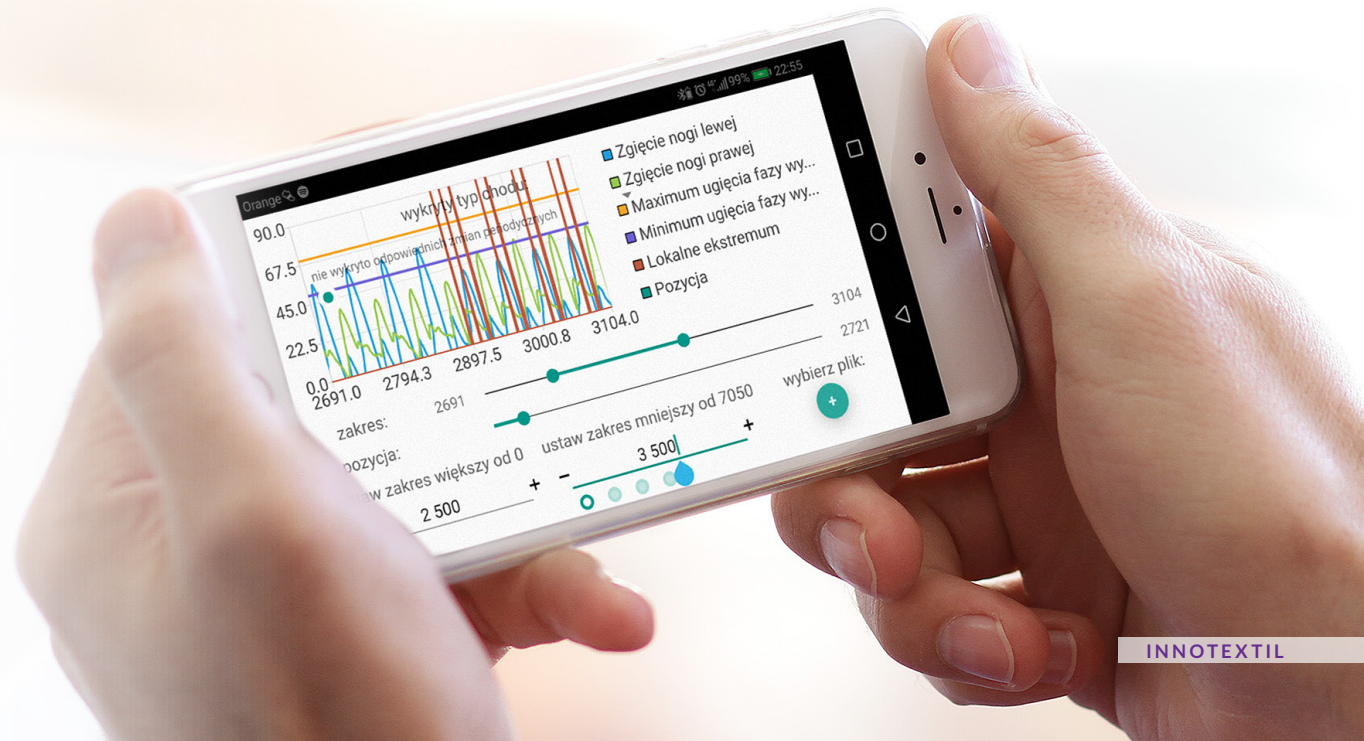 Orange
99% 22:55
wykryty typ chodu:
nie wykryto odpowiednich zmian periodycznych
90.0
67.5
45.0
22.5
0.0
2691.0 2794.3 2897.5 3000.8 3104.0
Zgięcie nogi lewej
Zgięcie nogi prawej
Maximum ugięcia fazy wy...
Minimum ugięcia fazy wy...
Lokalne ekstremum
Pozycja
zakres: 2691 3104
pozycja: 2721
zakres większy od 0
2 500 +
ustaw zakres mniejszy od 7050
− 3 500 +
wybierz plik:
+
INNOTEXTIL